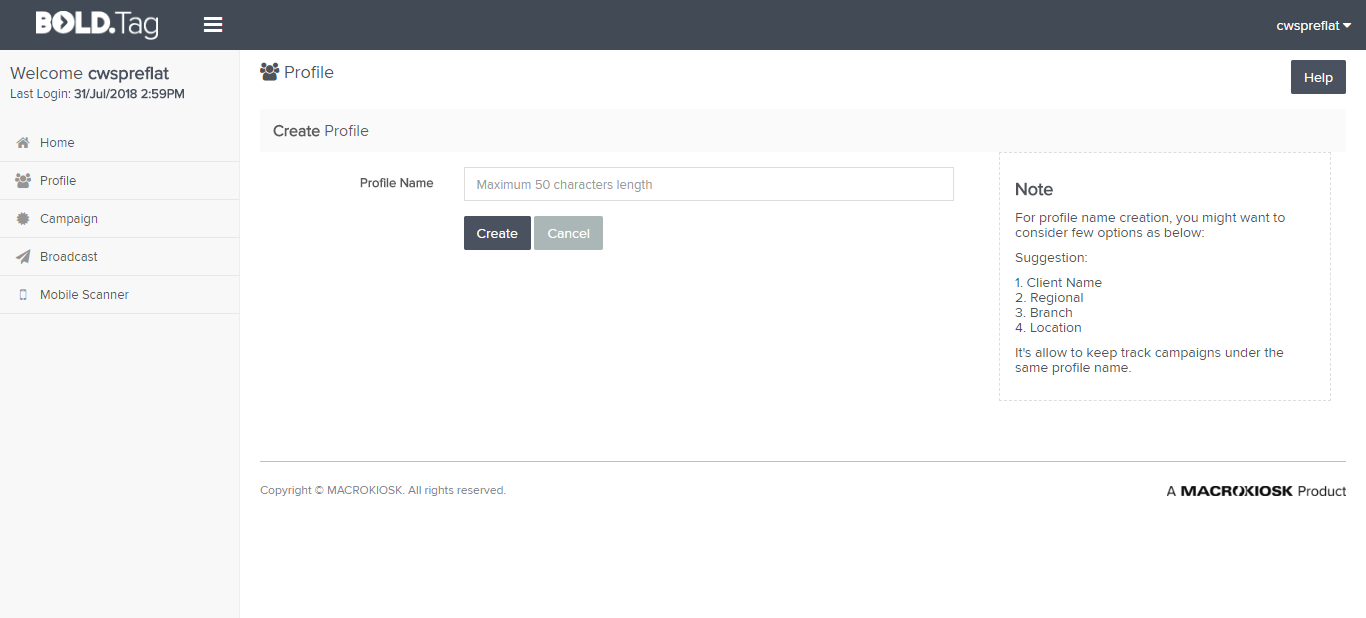 BOLD.Tag
cwspreflat
Welcome cwspreflat
Last Login: 31/Jul/2018 2:59PM
Home
Profile
Campaign
Broadcast
Mobile Scanner
Profile
Help
Create Profile
Profile Name
Maximum 50 characters length
Create
Cancel
Note
For profile name creation, you might want to
consider few options as below:
Suggestion:
1. Client Name
2. Regional
3. Branch
4. Location
It's allow to keep track campaigns under the
same profile name.
Copyright © MACROKIOSK. All rights reserved.
A MACROKIOSK Product